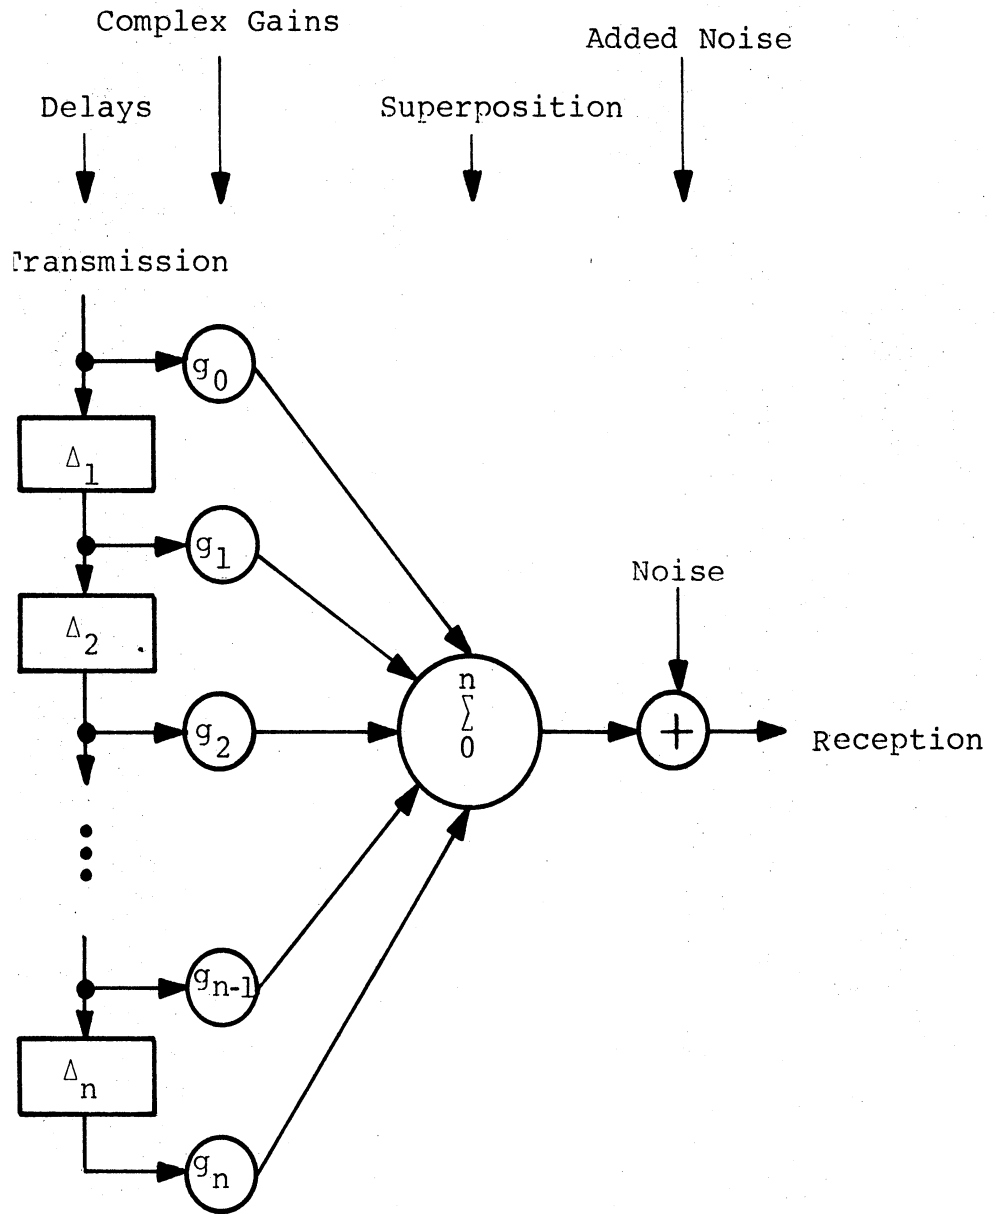 Complex Gains
Added Noise
Delays
Superposition
Transmission
g0
Δ1
g1
Noise
Δ2
n
Σ
0
g2
+
Reception
gn-1
Δn
gn